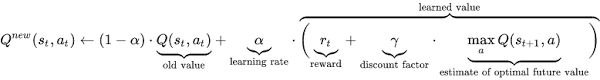 learned value
Q^{new}(s_t, a_t) ← (1 − α) · Q(s_t, a_t) + α · ( r_t + γ · max_a Q(s_{t+1}, a) )
old value learning rate reward discount factor estimate of optimal future value